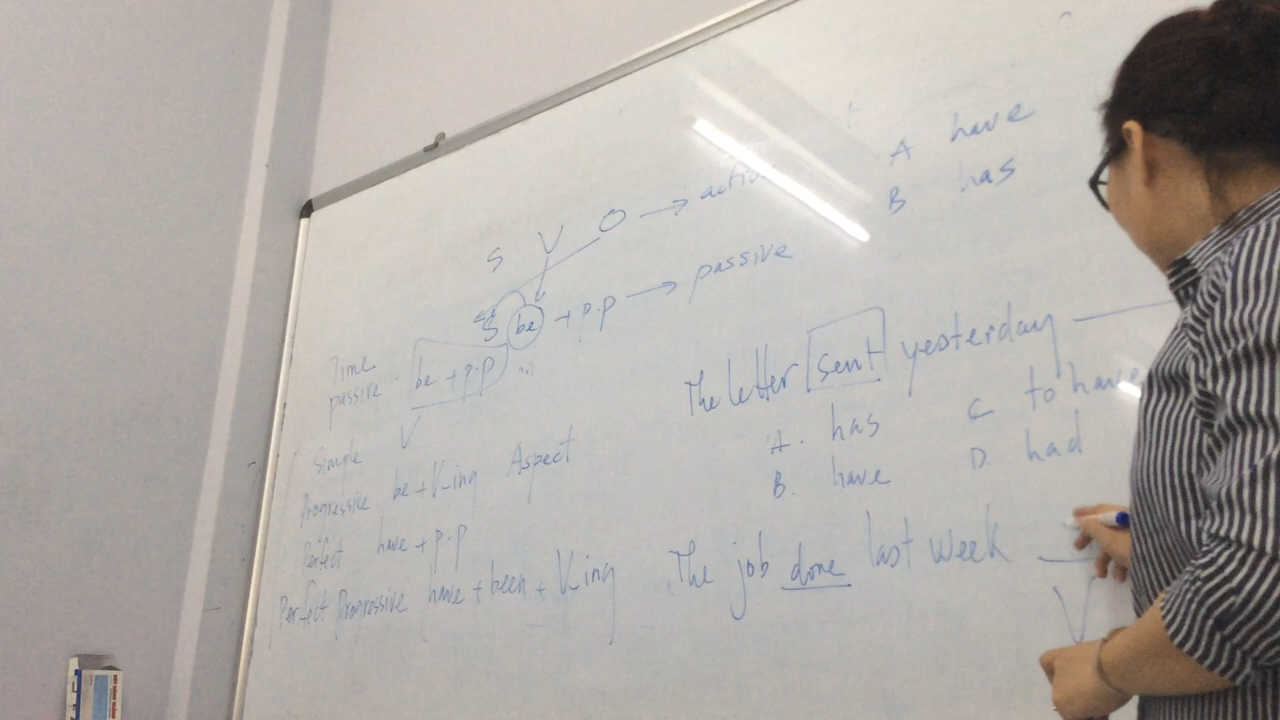 S V O → activ
S be + p.p → passive
Time
passive be + p.p
V
Simple
Progressive be + V-ing Aspect
Perfect have + p.p
Perfect Progressive have + been + V-ing
A have
B has
The letter sent yesterday
A. has
B. have
C to have
D. had
The job done last week
V